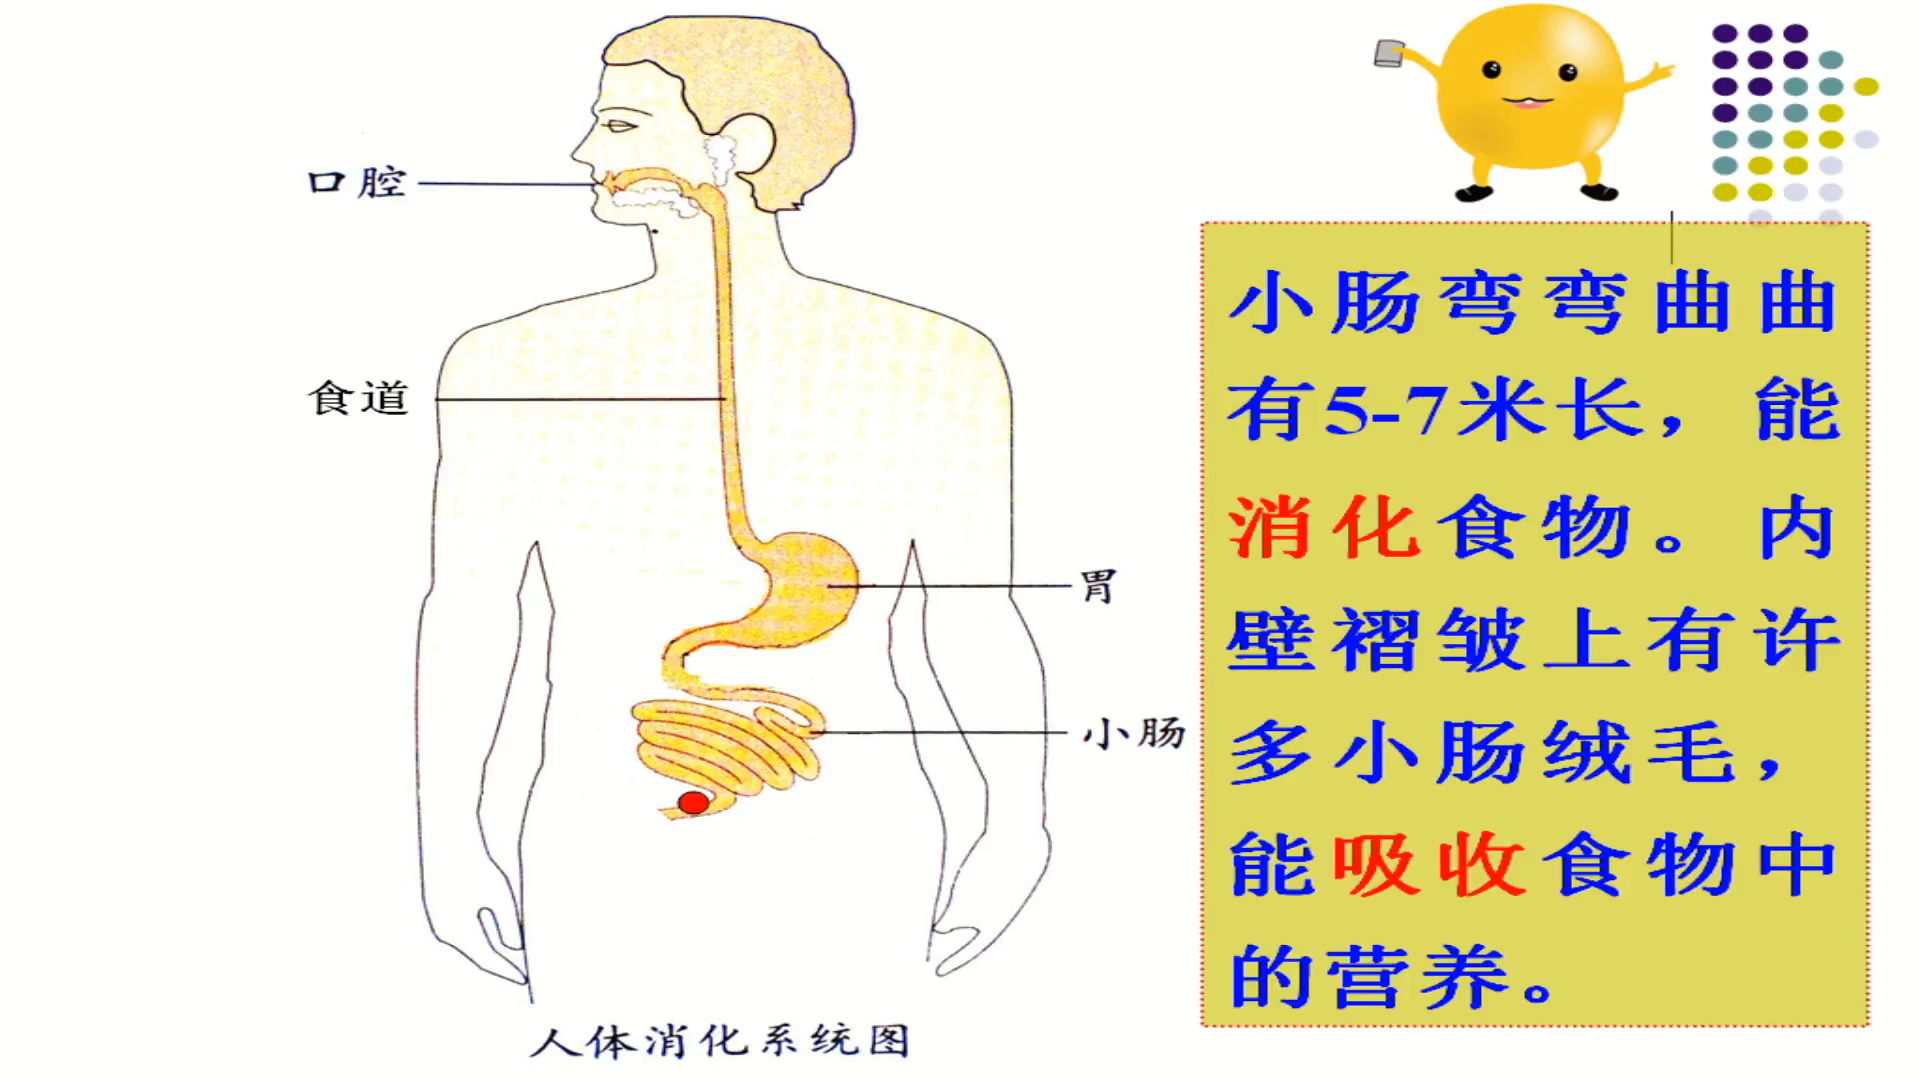 口腔
食道
胃
小肠
人体消化系统图
小肠弯弯曲曲
有5-7米长，能
消化食物。内
壁褶皱上有许
多小肠绒毛，
能吸收食物中
的营养。